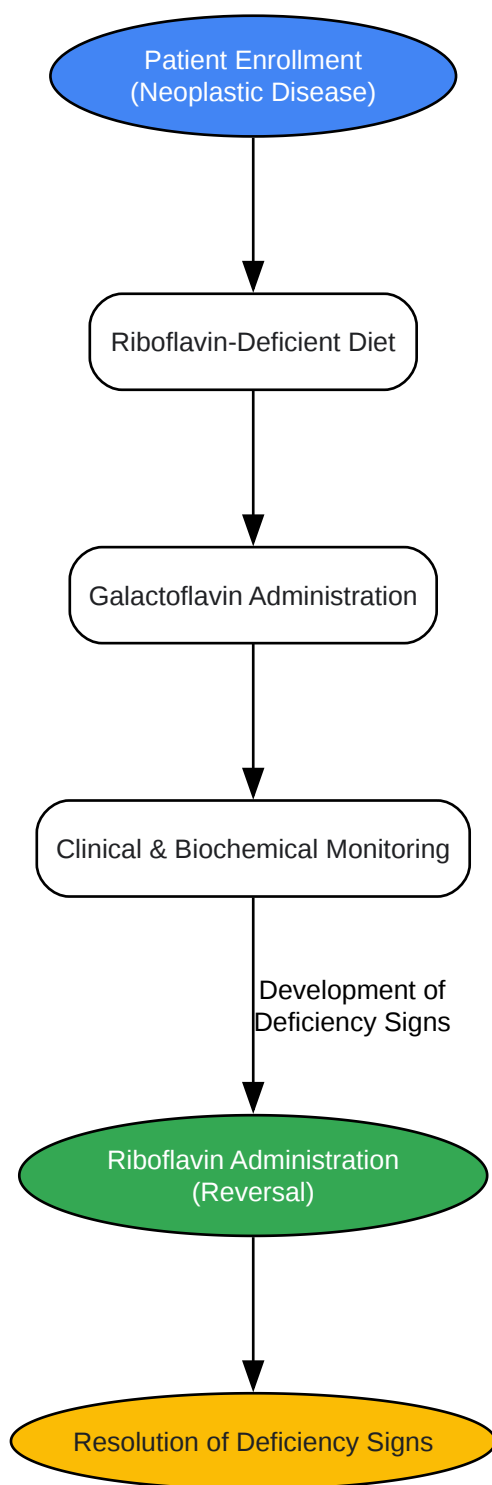 Patient Enrollment
(Neoplastic Disease)
Riboflavin-Deficient Diet
Galactoflavin Administration
Clinical & Biochemical Monitoring
Development of
Deficiency Signs
Riboflavin Administration
(Reversal)
Resolution of Deficiency Signs